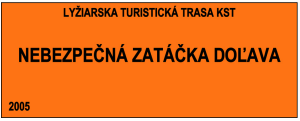 LYŽIARSKA TURISTICKÁ TRASA KST
NEBEZPEČNÁ ZATÁČKA DOĽAVA
2005